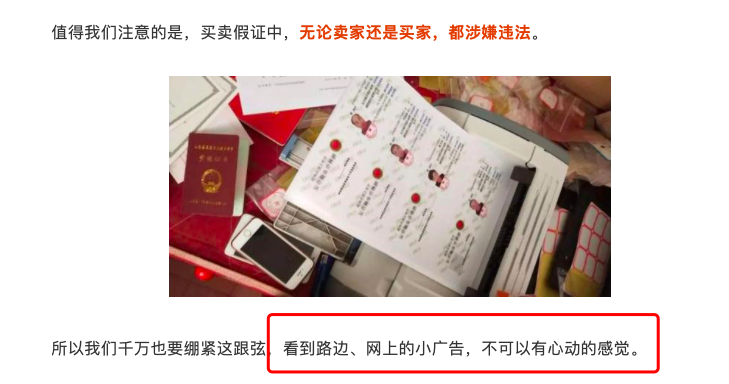 值得我们注意的是，买卖假证中，无论卖家还是买家，都涉嫌违法。
所以我们千万也要绷紧这跟弦，看到路边、网上的小广告，不可以有心动的感觉。